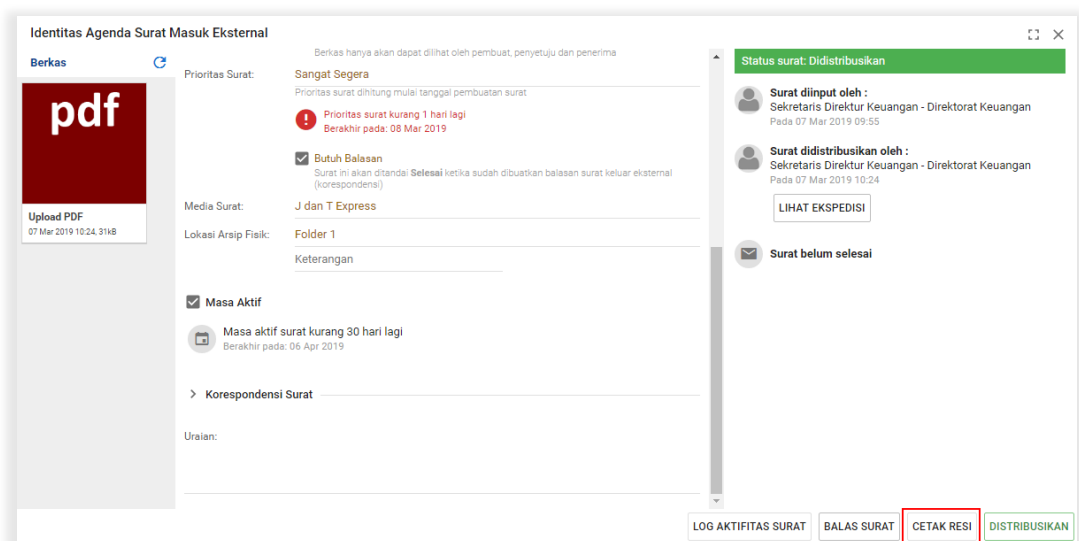 Identitas Agenda Surat Masuk Eksternal
Berkas
pdf
Upload PDF
07 Mar 2019 10:24, 31kB
Berkas hanya akan dapat dilihat oleh pembuat, penyetuju dan penerima
Prioritas Surat:
Sangat Segera
Prioritas surat dihitung mulai tanggal pembuatan surat
Prioritas surat kurang 1 hari lagi
Berakhir pada: 08 Mar 2019
Butuh Balasan
Surat ini akan ditandai Selesai ketika sudah dibuatkan balasan surat keluar eksternal
(korespondensi)
Media Surat:
J dan T Express
Lokasi Arsip Fisik:
Folder 1
Keterangan
Masa Aktif
Masa aktif surat kurang 30 hari lagi
Berakhir pada: 06 Apr 2019
Korespondensi Surat
Uraian:
Status surat: Didistribusikan
Surat diinput oleh :
Sekretaris Direktur Keuangan - Direktorat Keuangan
Pada 07 Mar 2019 09:55
Surat didistribusikan oleh :
Sekretaris Direktur Keuangan - Direktorat Keuangan
Pada 07 Mar 2019 10:24
LIHAT EKSPEDISI
Surat belum selesai
LOG AKTIFITAS SURAT
BALAS SURAT
CETAK RESI
DISTRIBUSIKAN